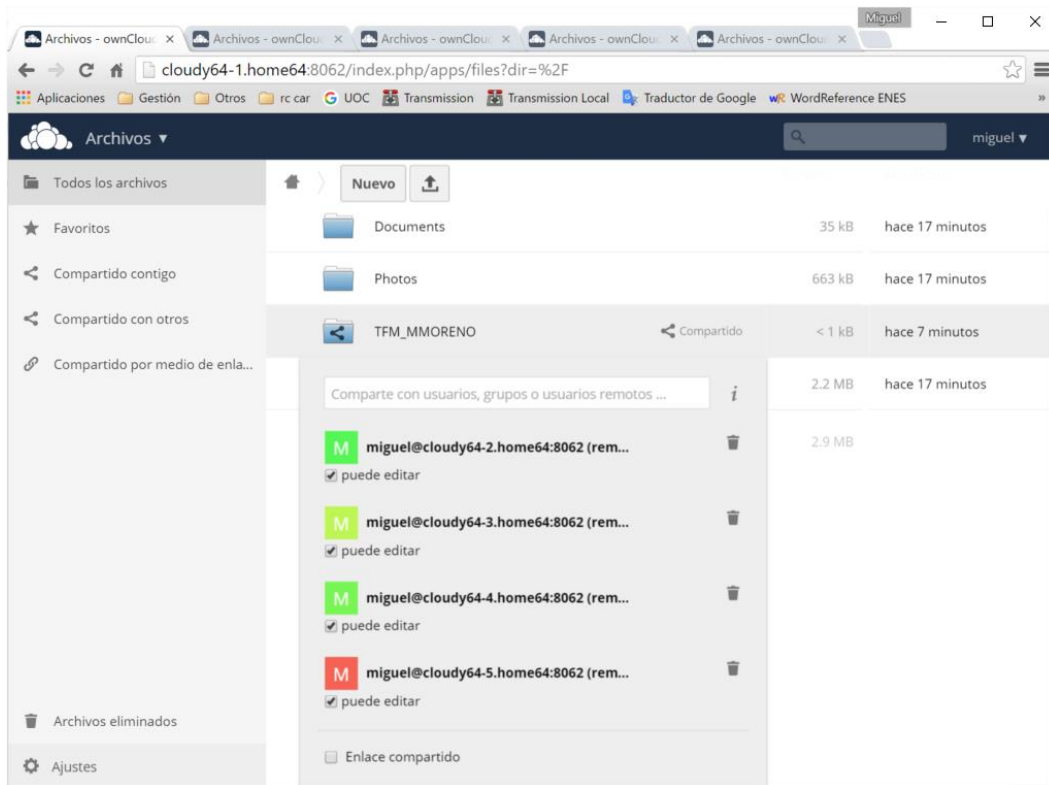 Miguel
Archivos - ownClou
Archivos - ownClou
Archivos - ownClou
Archivos - ownClou
Archivos - ownClou
cloudy64-1.home64:8062/index.php/apps/files?dir=%2F
Aplicaciones Gestión Otros rc car UOC Transmission Transmission Local Traductor de Google WordReference ENES »
Archivos ▾ miguel ▾
Todos los archivos
Favoritos
Compartido contigo
Compartido con otros
Compartido por medio de enla...
Archivos eliminados
Ajustes
Nuevo
Documents 35 kB hace 17 minutos
Photos 663 kB hace 17 minutos
TFM_MMORENO Compartido < 1 kB hace 7 minutos
2.2 MB hace 17 minutos
2.9 MB
Comparte con usuarios, grupos o usuarios remotos ... i
M miguel@cloudy64-2.home64:8062 (rem...
puede editar
M miguel@cloudy64-3.home64:8062 (rem...
puede editar
M miguel@cloudy64-4.home64:8062 (rem...
puede editar
M miguel@cloudy64-5.home64:8062 (rem...
puede editar
Enlace compartido